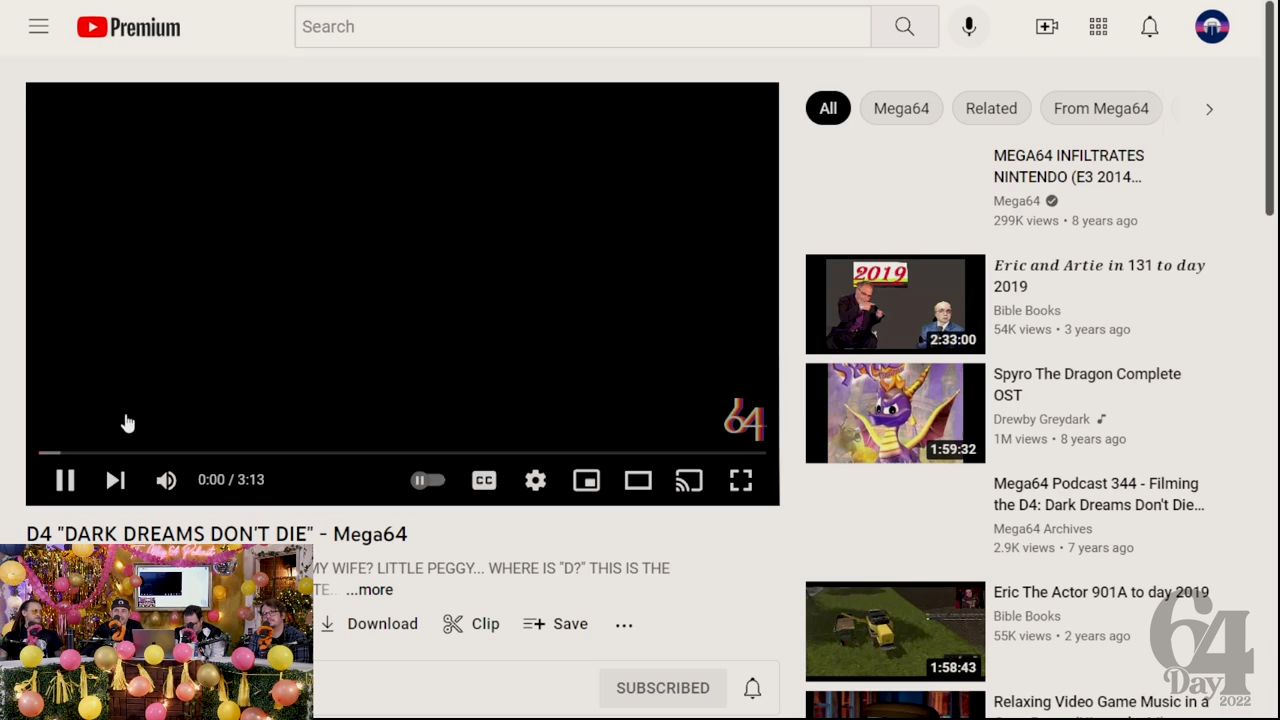 Premium
Search
All
Mega64
Related
From Mega64
MEGA64 INFILTRATES
NINTENDO (E3 2014...
Mega64
299K views • 8 years ago
2019
2:33:00
Eric and Artie in 131 to day
2019
Bible Books
54K views • 3 years ago
1:59:32
Spyro The Dragon Complete
OST
Drewby Greydark
1M views • 8 years ago
Mega64 Podcast 344 - Filming
the D4: Dark Dreams Don't Die...
Mega64 Archives
2.9K views • 7 years ago
1:58:43
Eric The Actor 901A to day 2019
Bible Books
55K views • 2 years ago
Relaxing Video Game Music in a
64
0:00 / 3:13
CC
D4 "DARK DREAMS DON'T DIE" - Mega64
MY WIFE? LITTLE PEGGY... WHERE IS "D?" THIS IS THE
TE... ...more
Download
Clip
Save
SUBSCRIBED
64
Day
2022